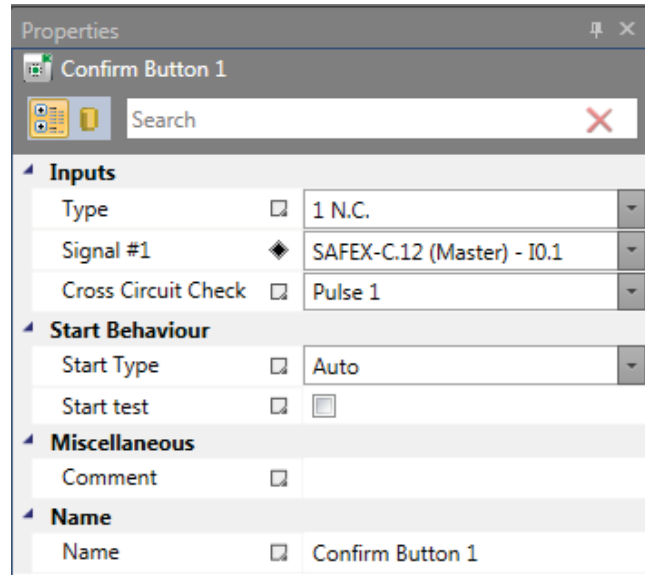 Properties
Confirm Button 1
Search
Inputs
Type 1 N.C.
Signal #1 SAFEX-C.12 (Master) - I0.1
Cross Circuit Check Pulse 1
Start Behaviour
Start Type Auto
Start test
Miscellaneous
Comment
Name
Name Confirm Button 1